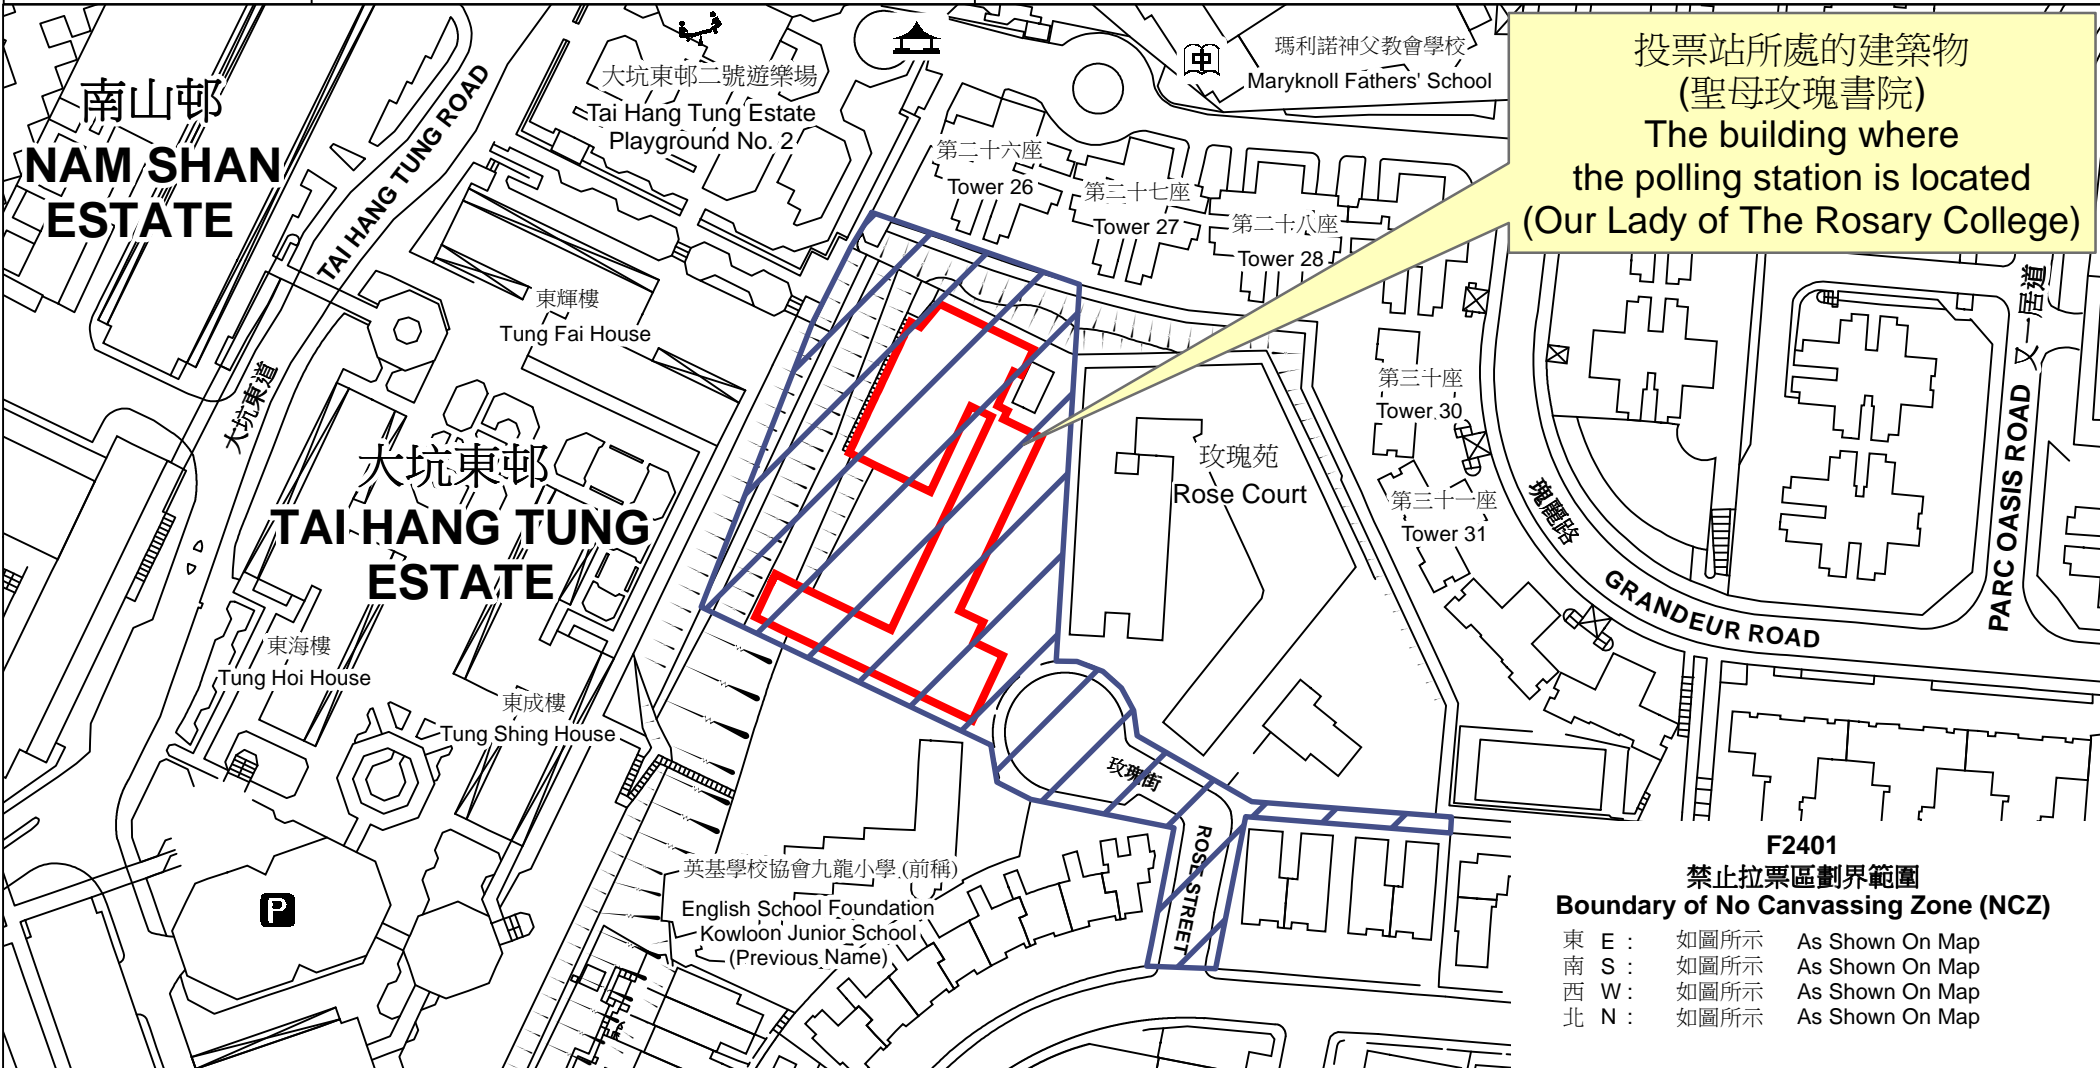 南山邨
NAM SHAN
ESTATE
TAI HANG TUNG ROAD
大坑東道
大坑東邨二號遊樂場
Tai Hang Tung Estate
Playground No. 2
瑪利諾神父教會學校
Maryknoll Fathers' School
中
投票站所處的建築物
(聖母玫瑰書院)
The building where
the polling station is located
(Our Lady of The Rosary College)
第二十六座
Tower 26
第二十七座
Tower 27
第二十八座
Tower 28
東輝樓
Tung Fai House
大坑東邨
TAI HANG TUNG
ESTATE
第三十座
Tower 30
第三十一座
Tower 31
玫瑰苑
Rose Court
瑰麗路
GRANDEUR ROAD
又一居道
PARC OASIS ROAD
東海樓
Tung Hoi House
東成樓
Tung Shing House
玫瑰街
ROSE STREET
P
英基學校協會九龍小學 (前稱)
English School Foundation
Kowloon Junior School
(Previous Name)
F2401
禁止拉票區劃界範圍
Boundary of No Canvassing Zone (NCZ)
東 E : 如圖所示 As Shown On Map
南 S : 如圖所示 As Shown On Map
西 W : 如圖所示 As Shown On Map
北 N : 如圖所示 As Shown On Map